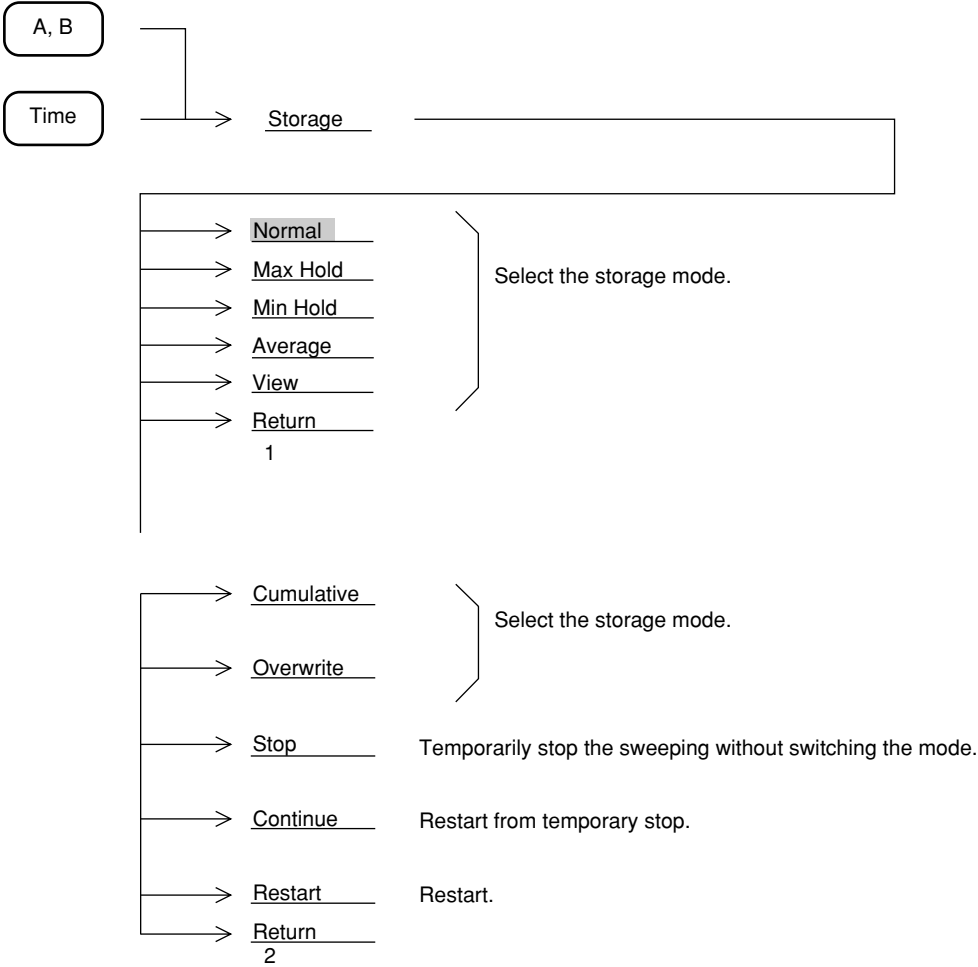 A, B
Time
Storage
Normal
Max Hold
Select the storage mode.
Min Hold
Average
View
Return
1
Cumulative
Select the storage mode.
Overwrite
Stop Temporarily stop the sweeping without switching the mode.
Continue Restart from temporary stop.
Restart Restart.
Return
2